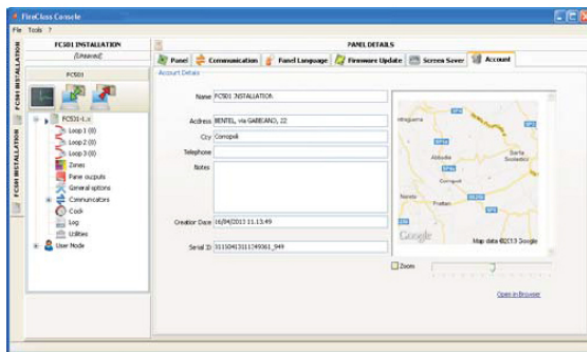 FireClass Console
File Tools ?
FC501 INSTALLATION
(Unsaved)
FC501
FC501-1.x
Loop 1 (0)
Loop 2 (0)
Loop 3 (0)
Zones
Panel outputs
General options
Communicators
Clock
Log
Utilities
User Node
FC501 INSTALLATION
FC501 INSTALLATION
PANEL DETAILS
Panel Communication Panel Language Firmware Update Screen Saver Account
Account Details
Name FC501 INSTALLATION
Address BENTEL, via GABBIANO, 22
City Corropoli
Telephone
Notes
Creation Date 16/04/2013 11.13.49
Serial ID
Corropoli
Google
Map data ©2013 Google
Zoom
Open in Browser